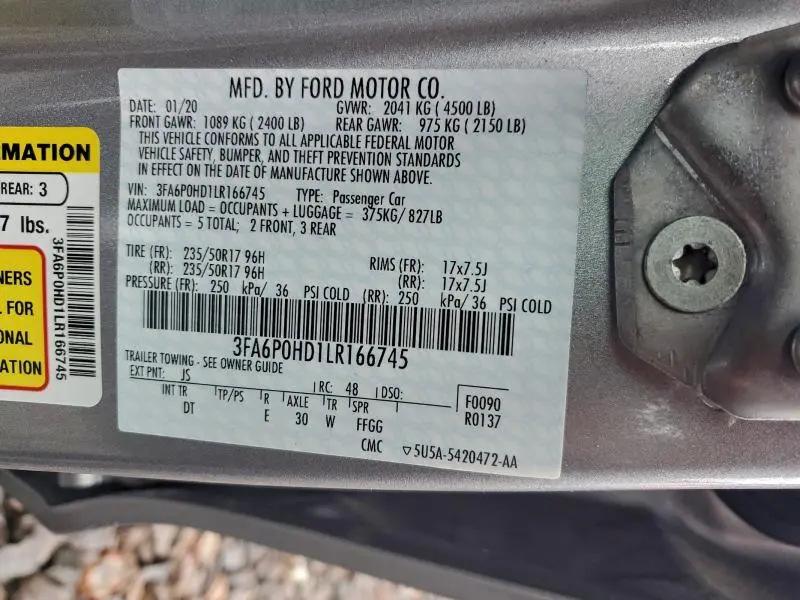 MFD. BY FORD MOTOR CO.
DATE: 01/20 GVWR: 2041 KG ( 4500 LB)
FRONT GAWR: 1089 KG ( 2400 LB) REAR GAWR: 975 KG ( 2150 LB)
THIS VEHICLE CONFORMS TO ALL APPLICABLE FEDERAL MOTOR
VEHICLE SAFETY, BUMPER, AND THEFT PREVENTION STANDARDS
IN EFFECT ON THE DATE OF MANUFACTURE SHOWN ABOVE.
VIN: 3FA6P0HD1LR166745 TYPE: Passenger Car
MAXIMUM LOAD = OCCUPANTS + LUGGAGE = 375KG/ 827LB
OCCUPANTS = 5 TOTAL; 2 FRONT, 3 REAR
TIRE (FR): 235/50R17 96H RIMS (FR): 17x7.5J
(RR): 235/50R17 96H (RR): 17x7.5J
PRESSURE (FR): 250 kPa/ 36 PSI COLD (RR): 250 kPa/36 PSI COLD
3FA6P0HD1LR166745
TRAILER TOWING - SEE OWNER GUIDE
EXT PNT: JS RC: 48 DSO: F0090
INT TR TP/PS R AXLE TR SPR R0137
DT E 30 W FFGG
CMC ▽5U5A-5420472-AA
RMATION
REAR: 3
7 lbs.
NERS
L FOR
ONAL
ATION
3FA6P0HD1LR166745